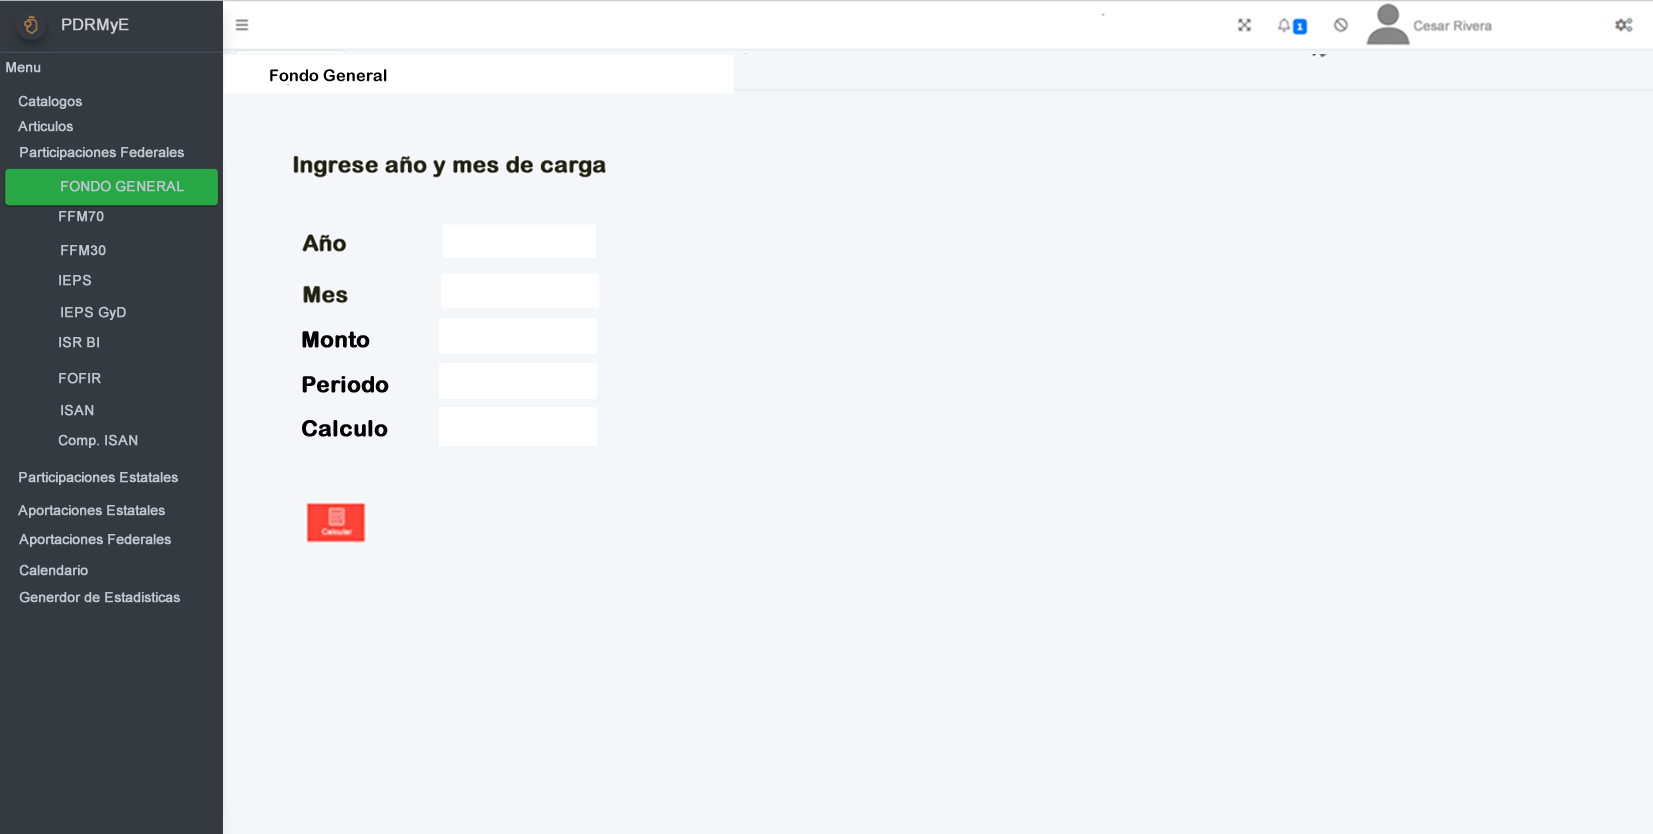 PDRMyE
1
Cesar Rivera
Menu
Fondo General
Catalogos
Articulos
Participaciones Federales
FONDO GENERAL
FFM70
FFM30
IEPS
IEPS GyD
ISR BI
FOFIR
ISAN
Comp. ISAN
Participaciones Estatales
Aportaciones Estatales
Aportaciones Federales
Calendario
Generdor de Estadisticas
Ingrese año y mes de carga
Año
Mes
Monto
Periodo
Calculo
Calcular